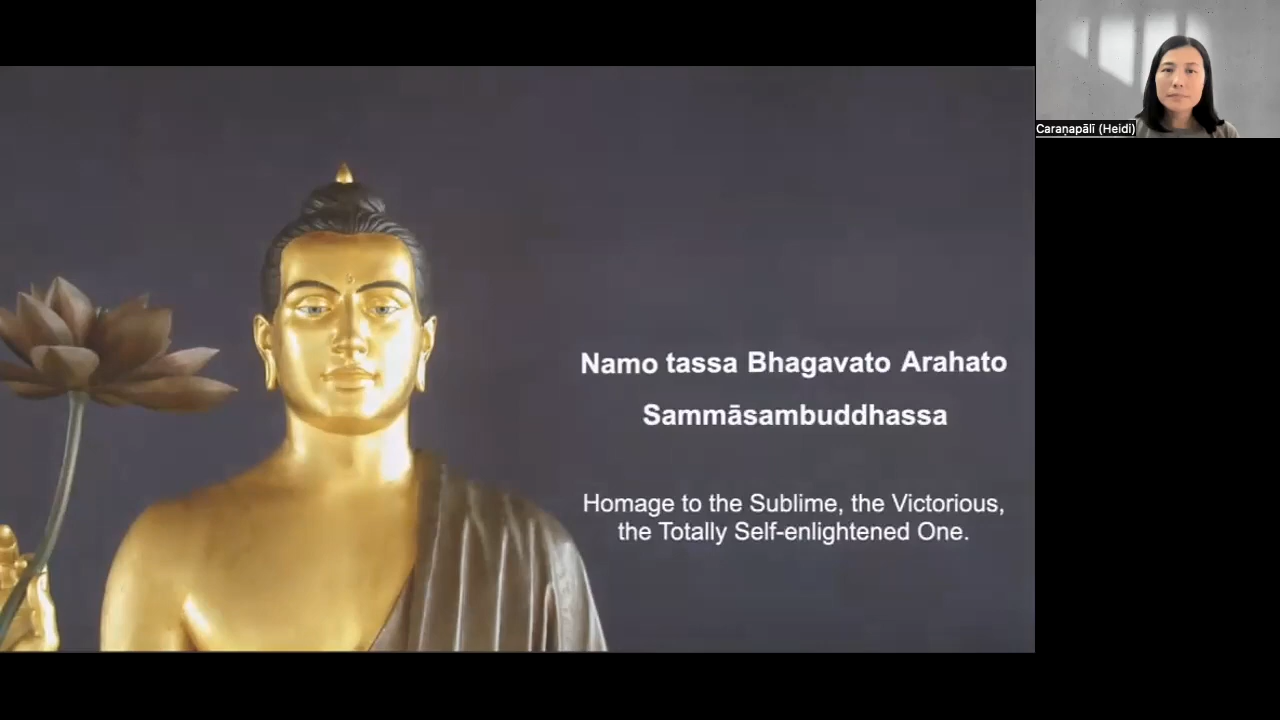 Caraṇapālī (Heidi)
Namo tassa Bhagavato Arahato
Sammāsambuddhassa
Homage to the Sublime, the Victorious,
the Totally Self-enlightened One.